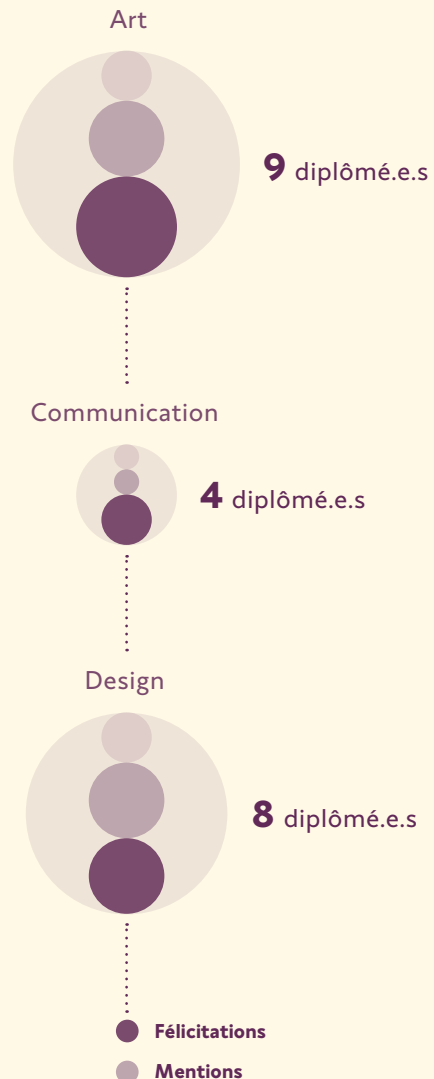 Art
9 diplômé.e.s
Communication
4 diplômé.e.s
Design
8 diplômé.e.s
Félicitations
Mentions